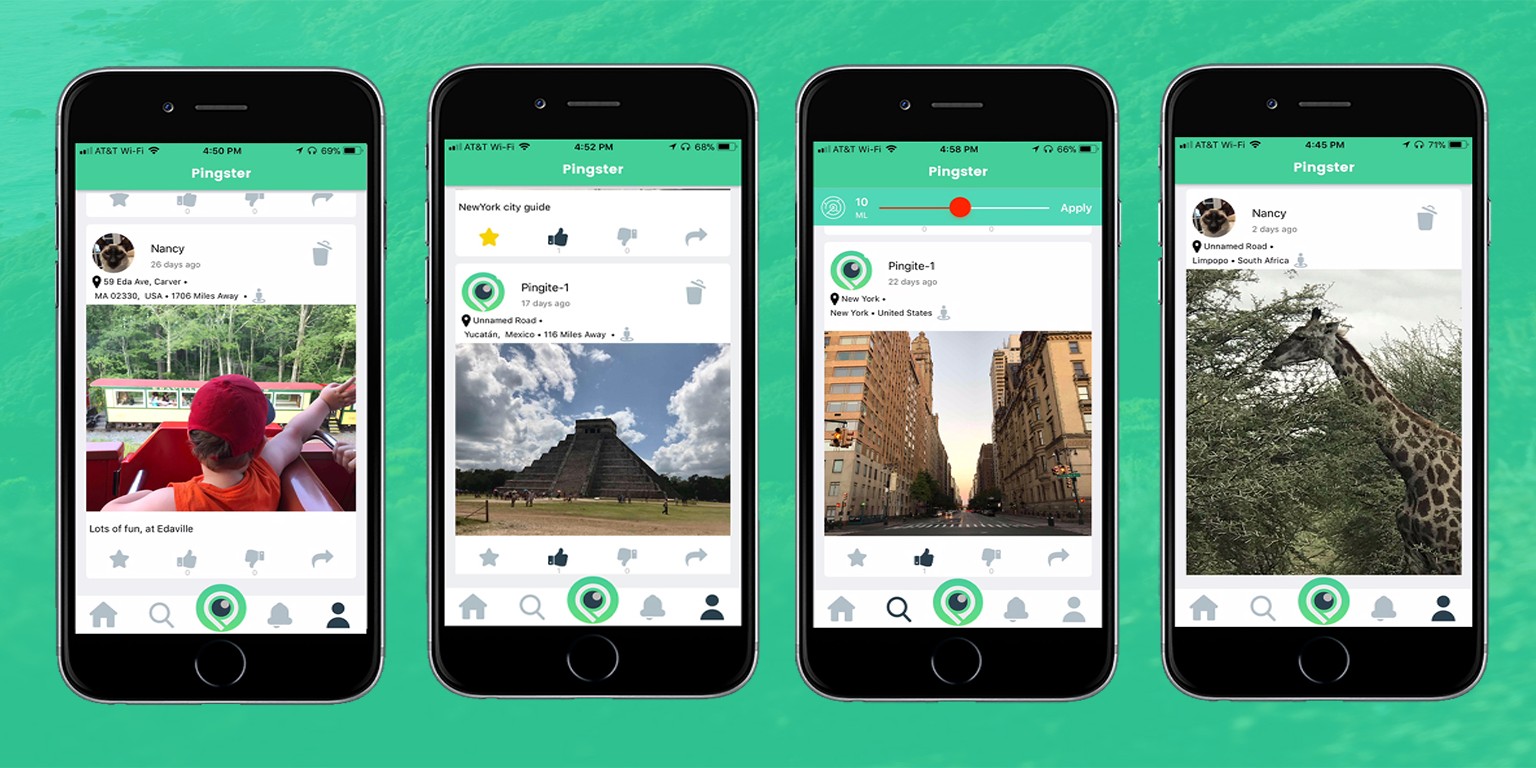 AT&T Wi-Fi 4:50 PM 69%
Pingster
0 0
Nancy
26 days ago
59 Eda Ave, Carver •
MA 02330, USA • 1706 Miles Away •
Lots of fun, at Edaville
0 0
AT&T Wi-Fi 4:52 PM 68%
Pingster
NewYork city guide
1 0
Pingite-1
17 days ago
Unnamed Road •
Yucatán, Mexico • 116 Miles Away •
1 0
AT&T Wi-Fi 4:58 PM 66%
Pingster
10
ML
Apply
0 0
Pingite-1
22 days ago
New York •
New York • United States
1 0
AT&T Wi-Fi 4:45 PM 71%
Pingster
Nancy
2 days ago
Unnamed Road •
Limpopo • South Africa